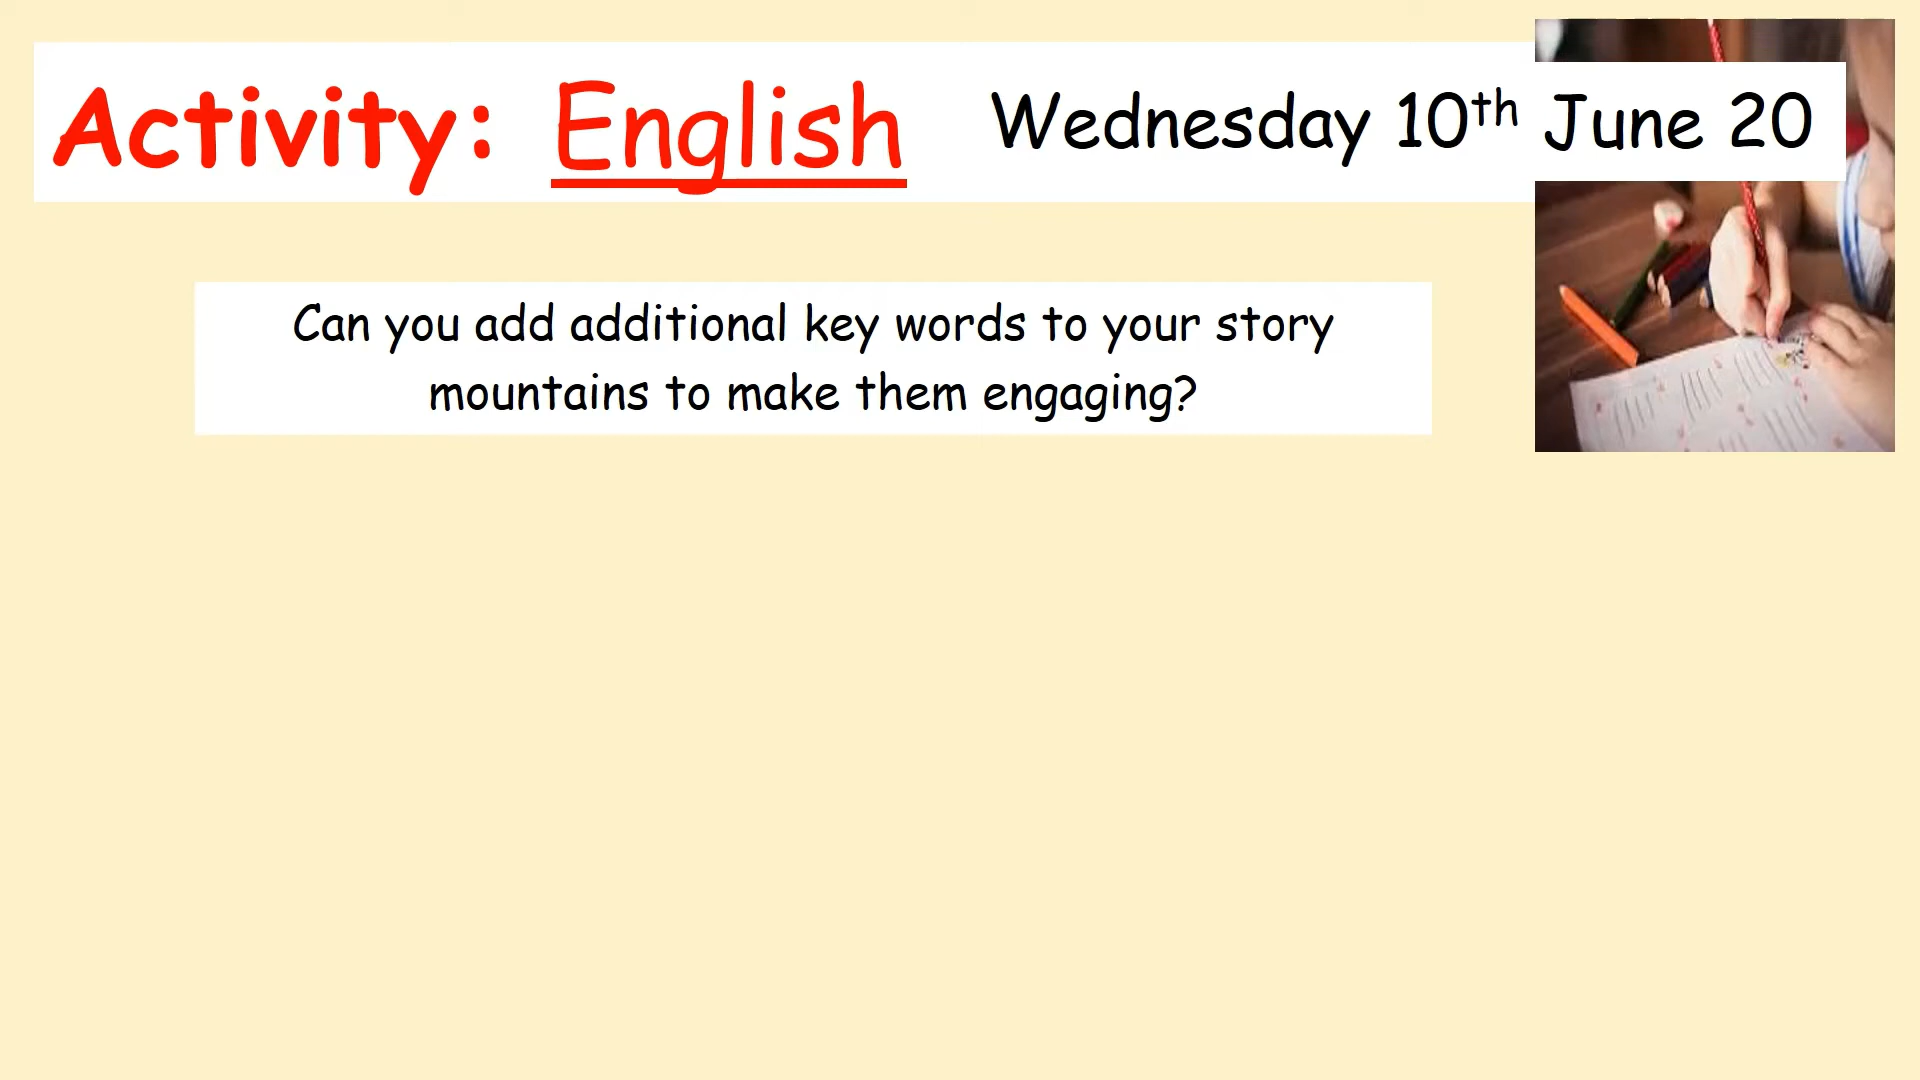 Activity: English Wednesday 10th June 20
Can you add additional key words to your story
mountains to make them engaging?